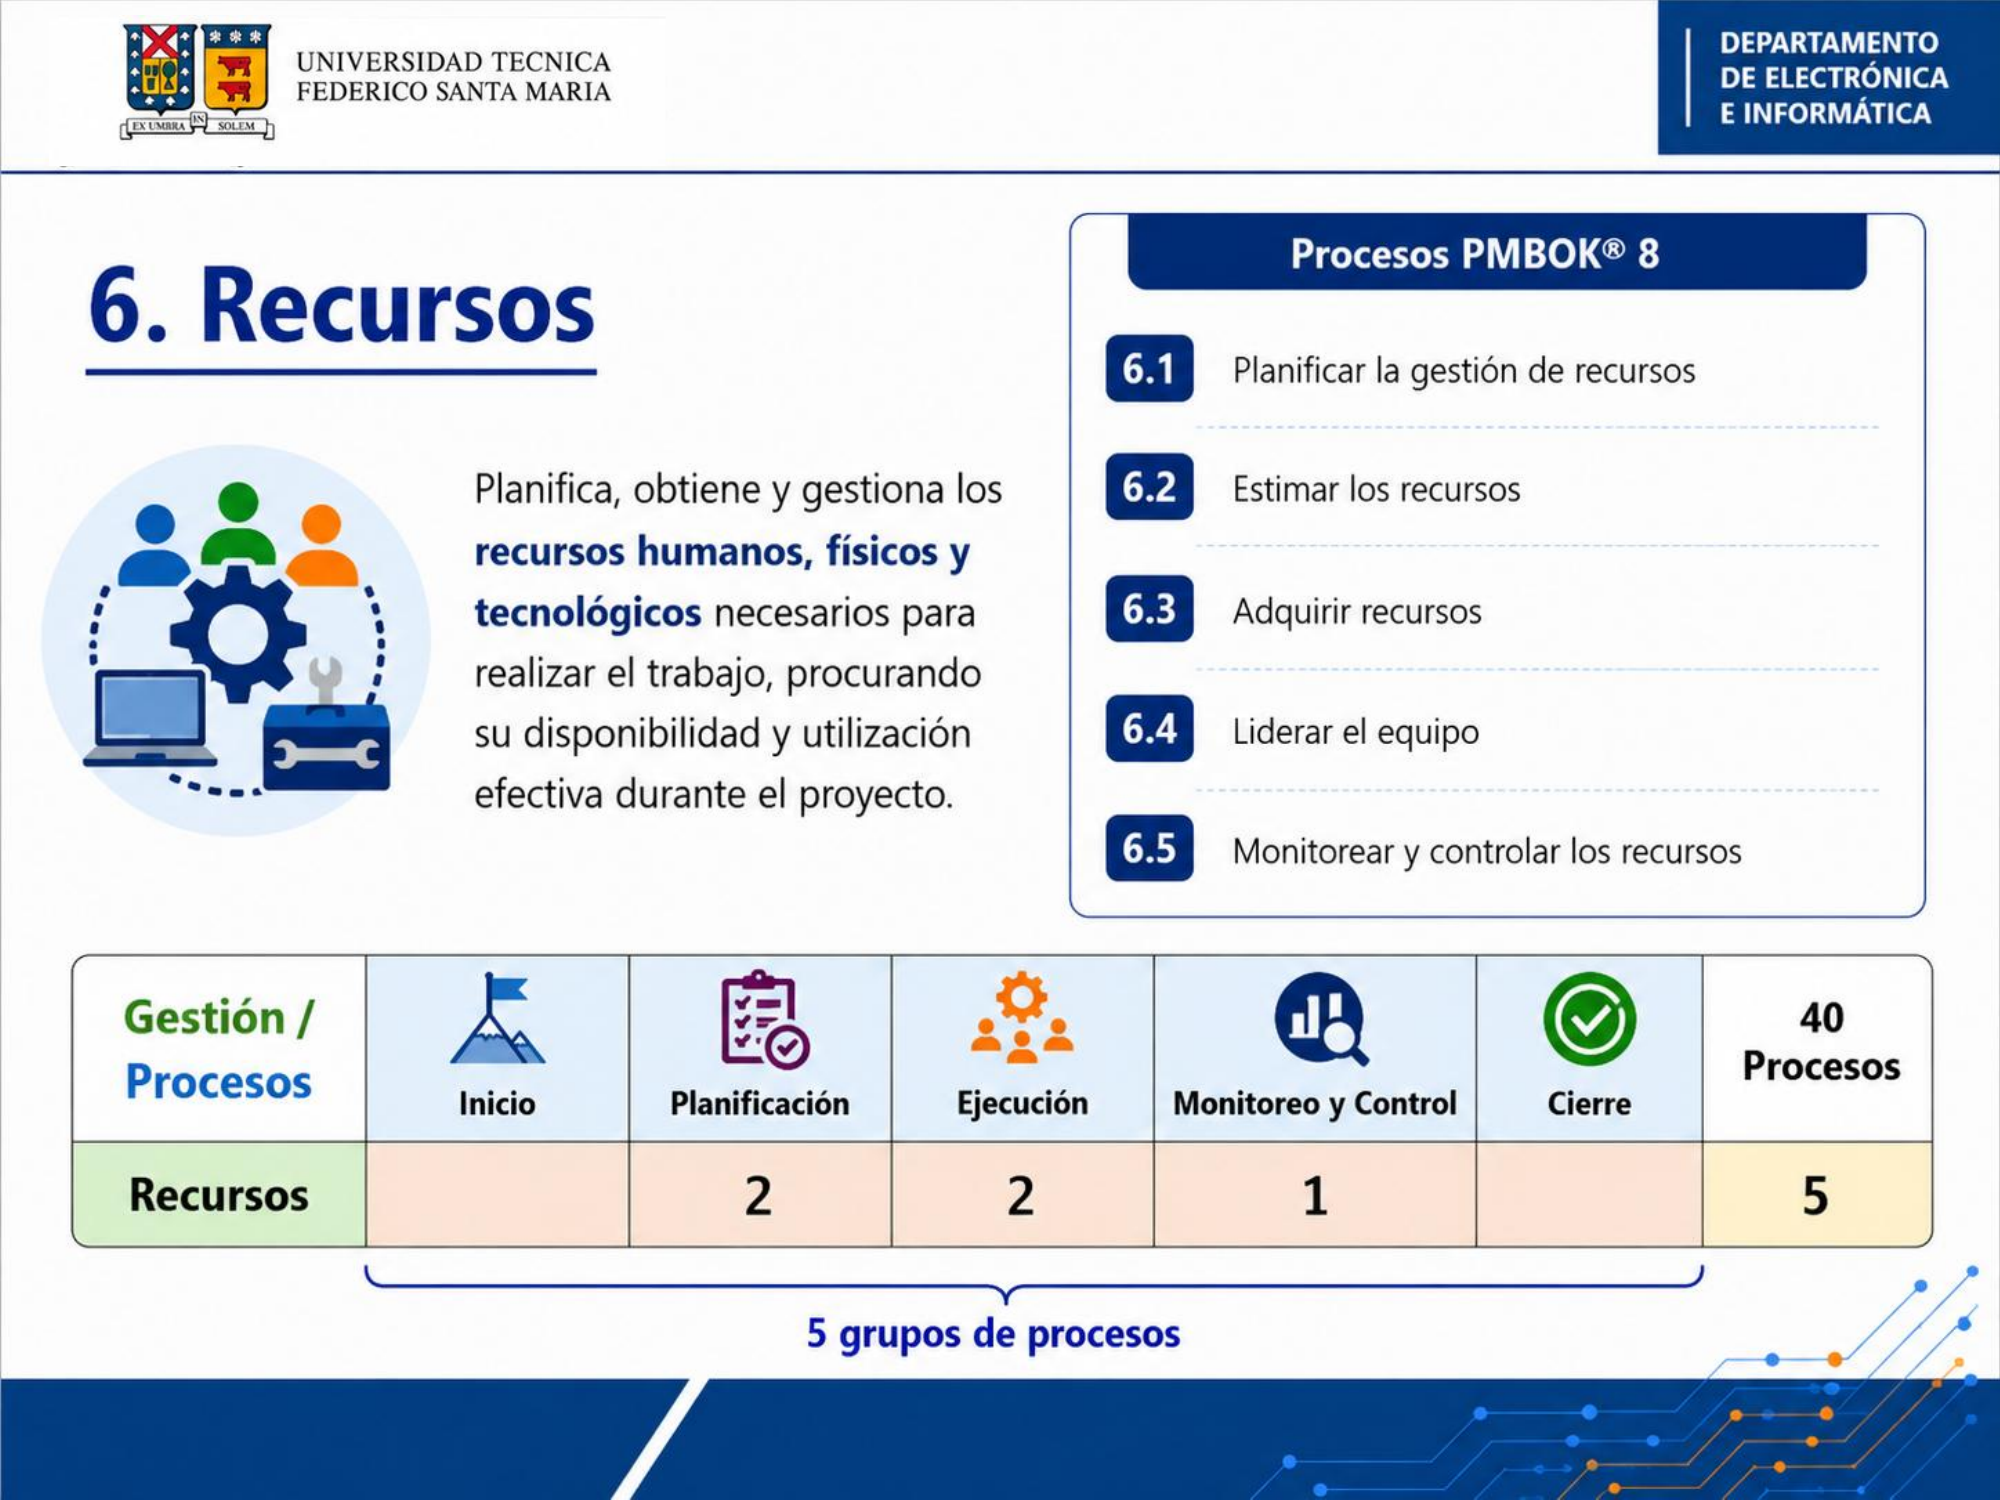 EX UMBRA IN SOLEM
UNIVERSIDAD TECNICA
FEDERICO SANTA MARIA
DEPARTAMENTO
DE ELECTRÓNICA
E INFORMÁTICA
6. Recursos
Planifica, obtiene y gestiona los
recursos humanos, físicos y
tecnológicos necesarios para
realizar el trabajo, procurando
su disponibilidad y utilización
efectiva durante el proyecto.
Procesos PMBOK® 8
6.1 Planificar la gestión de recursos
6.2 Estimar los recursos
6.3 Adquirir recursos
6.4 Liderar el equipo
6.5 Monitorear y controlar los recursos
Gestión /
Procesos
Inicio
Planificación
Ejecución
Monitoreo y Control
Cierre
40
Procesos
Recursos 2 2 1 5
5 grupos de procesos